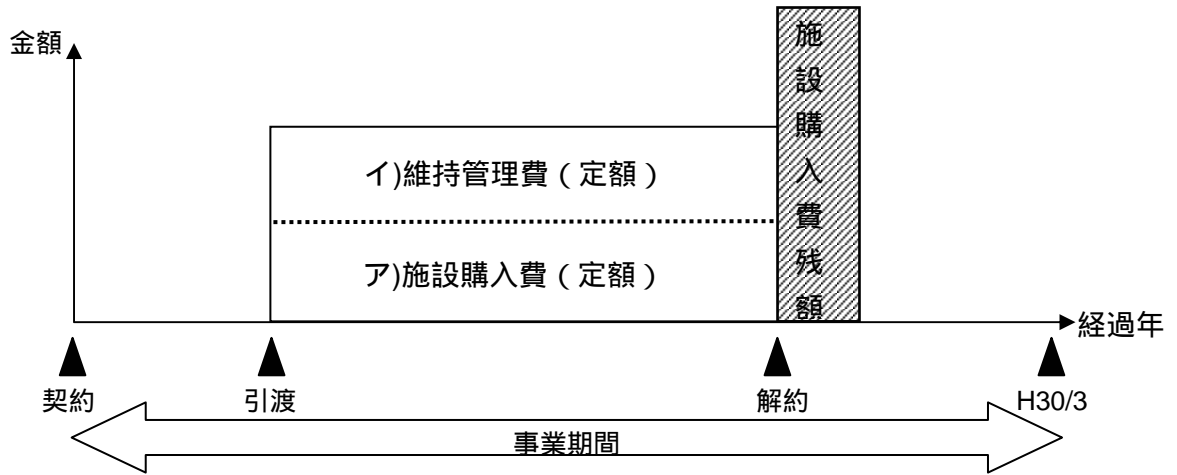 金額
施設購入費残額
イ)維持管理費（定額）
ア)施設購入費（定額）
経過年
契約
引渡
解約
H30/3
事業期間